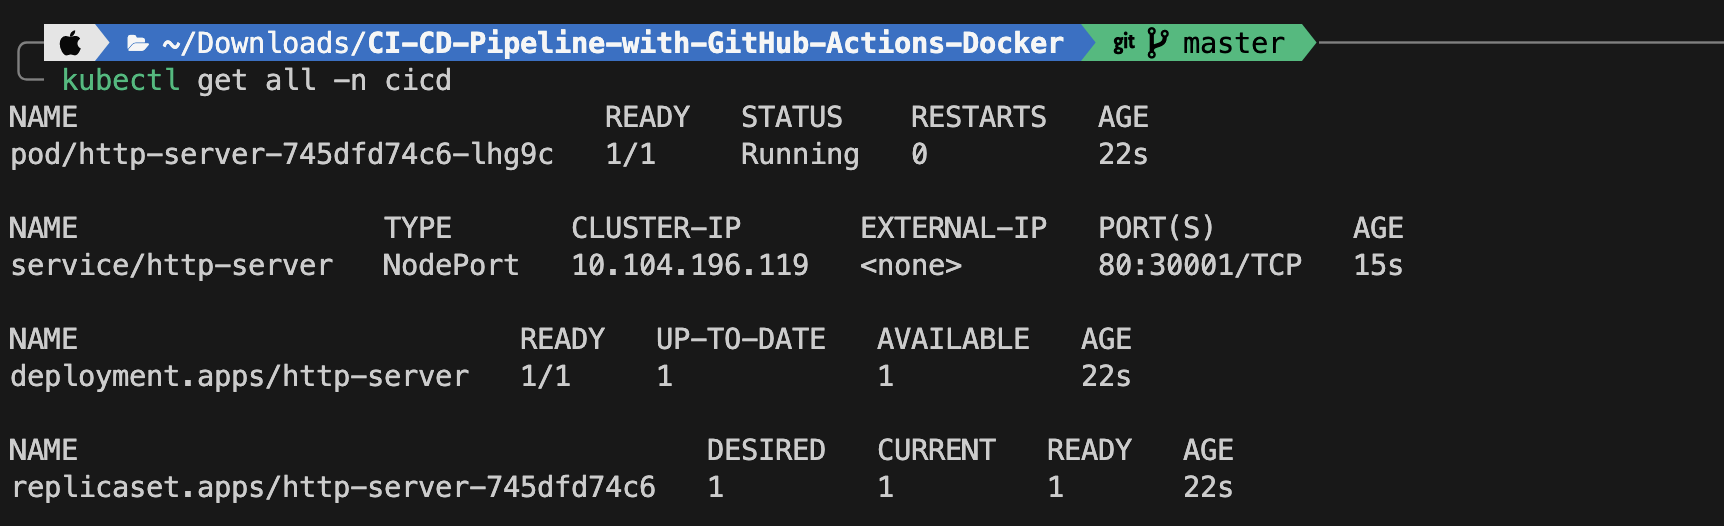 ~/Downloads/CI-CD-Pipeline-with-GitHub-Actions-Docker git master
kubectl get all -n cicd
NAME READY STATUS RESTARTS AGE
pod/http-server-745dfd74c6-lhg9c 1/1 Running 0 22s
NAME TYPE CLUSTER-IP EXTERNAL-IP PORT(S) AGE
service/http-server NodePort 10.104.196.119 <none> 80:30001/TCP 15s
NAME READY UP-TO-DATE AVAILABLE AGE
deployment.apps/http-server 1/1 1 1 22s
NAME DESIRED CURRENT READY AGE
replicaset.apps/http-server-745dfd74c6 1 1 1 22s